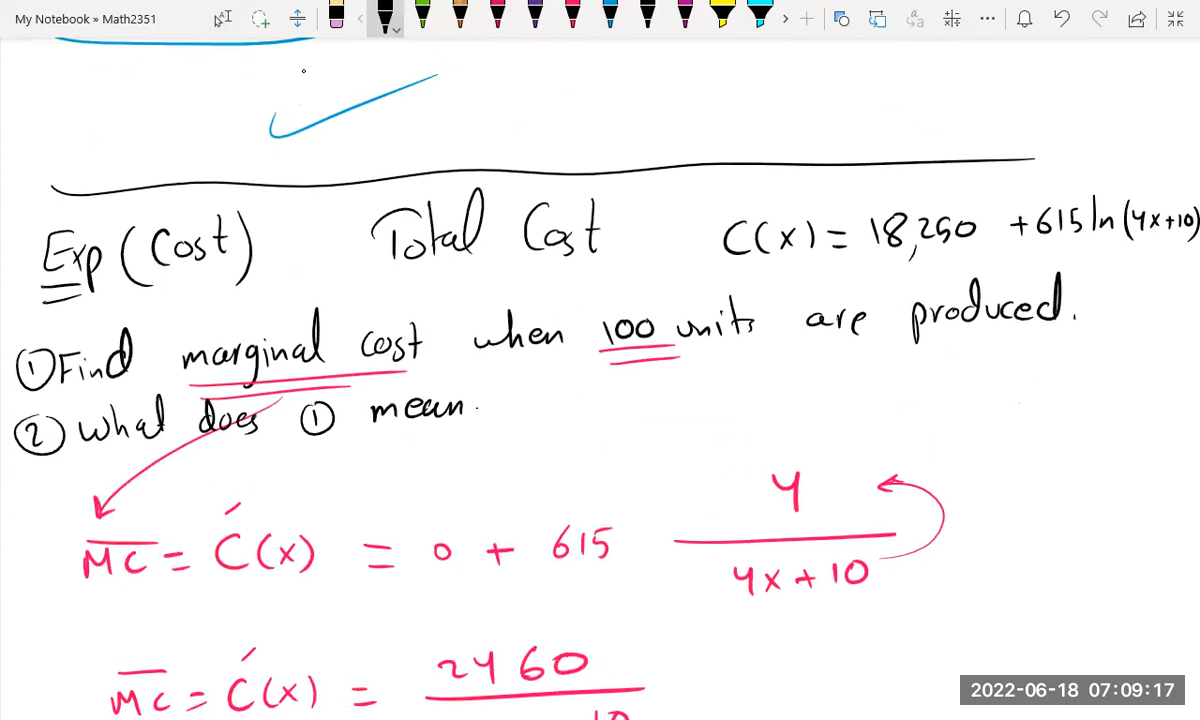 My Notebook » Math2351
Exp (Cost) Total Cost C(x) = 18,250 + 615 ln(4x+10)
① Find marginal cost when 100 units are produced.
② What does ① mean.
MC = C'(x) = 0 + 615 4
4x + 10
MC = C'(x) = 2460
10
2022-06-18 07:09:17